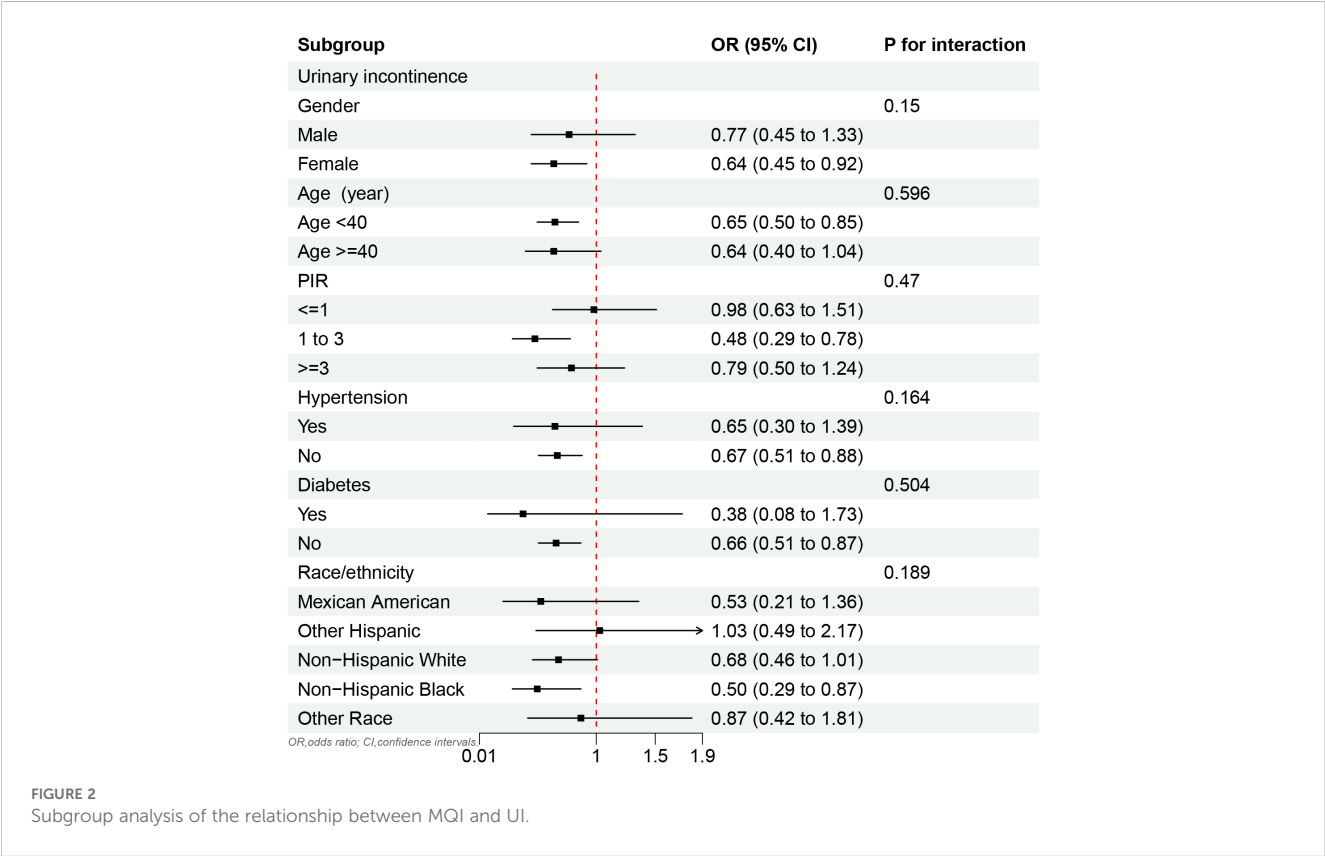 Subgroup OR (95% CI) P for interaction
Urinary incontinence
Gender 0.15
Male 0.77 (0.45 to 1.33)
Female 0.64 (0.45 to 0.92)
Age (year) 0.596
Age <40 0.65 (0.50 to 0.85)
Age >=40 0.64 (0.40 to 1.04)
PIR 0.47
<=1 0.98 (0.63 to 1.51)
1 to 3 0.48 (0.29 to 0.78)
>=3 0.79 (0.50 to 1.24)
Hypertension 0.164
Yes 0.65 (0.30 to 1.39)
No 0.67 (0.51 to 0.88)
Diabetes 0.504
Yes 0.38 (0.08 to 1.73)
No 0.66 (0.51 to 0.87)
Race/ethnicity 0.189
Mexican American 0.53 (0.21 to 1.36)
Other Hispanic 1.03 (0.49 to 2.17)
Non−Hispanic White 0.68 (0.46 to 1.01)
Non−Hispanic Black 0.50 (0.29 to 0.87)
Other Race 0.87 (0.42 to 1.81)
OR,odds ratio; CI,confidence intervals.
0.01 1 1.5 1.9
FIGURE 2
Subgroup analysis of the relationship between MQI and UI.